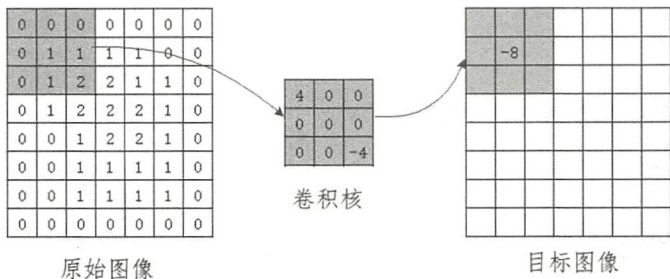 0 0 0 0 0 0 0
0 1 1 1 1 0 0
0 1 2 2 1 1 0
0 1 2 2 2 1 0
0 0 1 2 2 1 0
0 0 1 1 1 1 0
0 0 1 1 1 1 0
0 0 0 0 0 0 0
原始图像
4 0 0
0 0 0
0 0 -4
卷积核
-8
目标图像